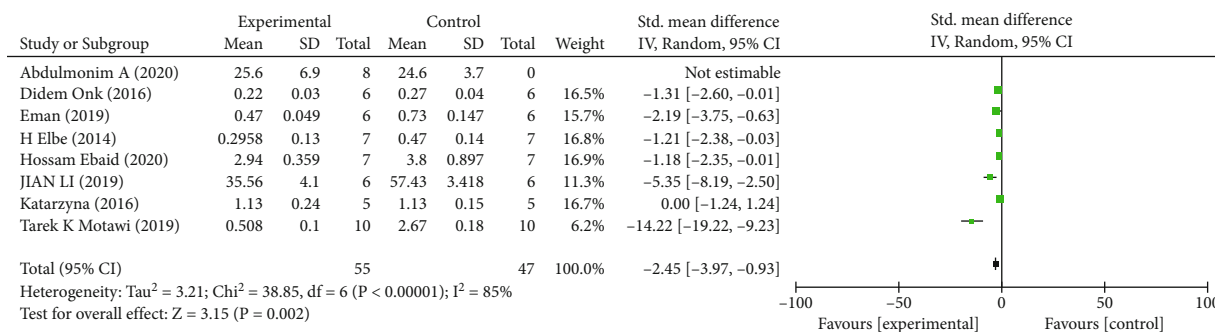 Experimental Control Std. mean difference Std. mean difference
Study or Subgroup Mean SD Total Mean SD Total Weight IV, Random, 95% CI IV, Random, 95% CI
Abdulmonim A (2020) 25.6 6.9 8 24.6 3.7 0 Not estimable
Didem Onk (2016) 0.22 0.03 6 0.27 0.04 6 16.5% −1.31 [−2.60, −0.01]
Eman (2019) 0.47 0.049 6 0.73 0.147 6 15.7% −2.19 [−3.75, −0.63]
H Elbe (2014) 0.2958 0.13 7 0.47 0.14 7 16.8% −1.21 [−2.38, −0.03]
Hossam Ebaid (2020) 2.94 0.359 7 3.8 0.897 7 16.9% −1.18 [−2.35, −0.01]
JIAN LI (2019) 35.56 4.1 6 57.43 3.418 6 11.3% −5.35 [−8.19, −2.50]
Katarzyna (2016) 1.13 0.24 5 1.13 0.15 5 16.7% 0.00 [−1.24, 1.24]
Tarek K Motawi (2019) 0.508 0.1 10 2.67 0.18 10 6.2% −14.22 [−19.22, −9.23]
Total (95% CI) 55 47 100.0% −2.45 [−3.97, −0.93]
Heterogeneity: Tau² = 3.21; Chi² = 38.85, df = 6 (P < 0.00001); I² = 85%
Test for overall effect: Z = 3.15 (P = 0.002)
−100 −50 0 50 100
Favours [experimental] Favours [control]